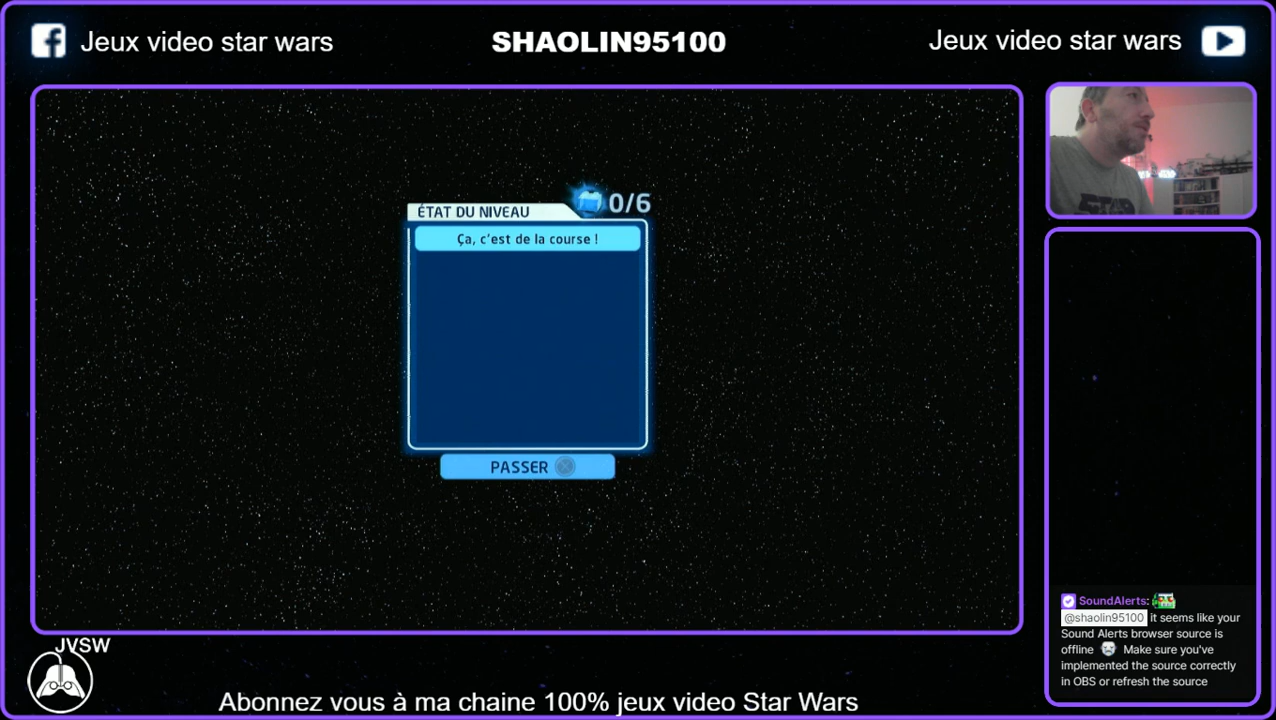 Jeux video star wars
SHAOLIN95100
Jeux video star wars
0/6
ÉTAT DU NIVEAU
Ça, c'est de la course !
PASSER
SoundAlerts:
@shaolin95100 it seems like your
Sound Alerts browser source is
offline Make sure you've
implemented the source correctly
in OBS or refresh the source
JVSW
Abonnez vous à ma chaine 100% jeux video Star Wars